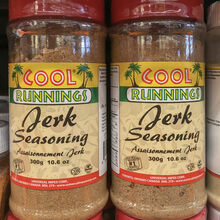 COOL
RUNNINGS
Jerk
Seasoning
Assaisonnement Jerk
300g 10.6 oz
COOL
RUNNINGS
Jerk
Seasoning
Assaisonnement Jerk
300g 10.6 oz